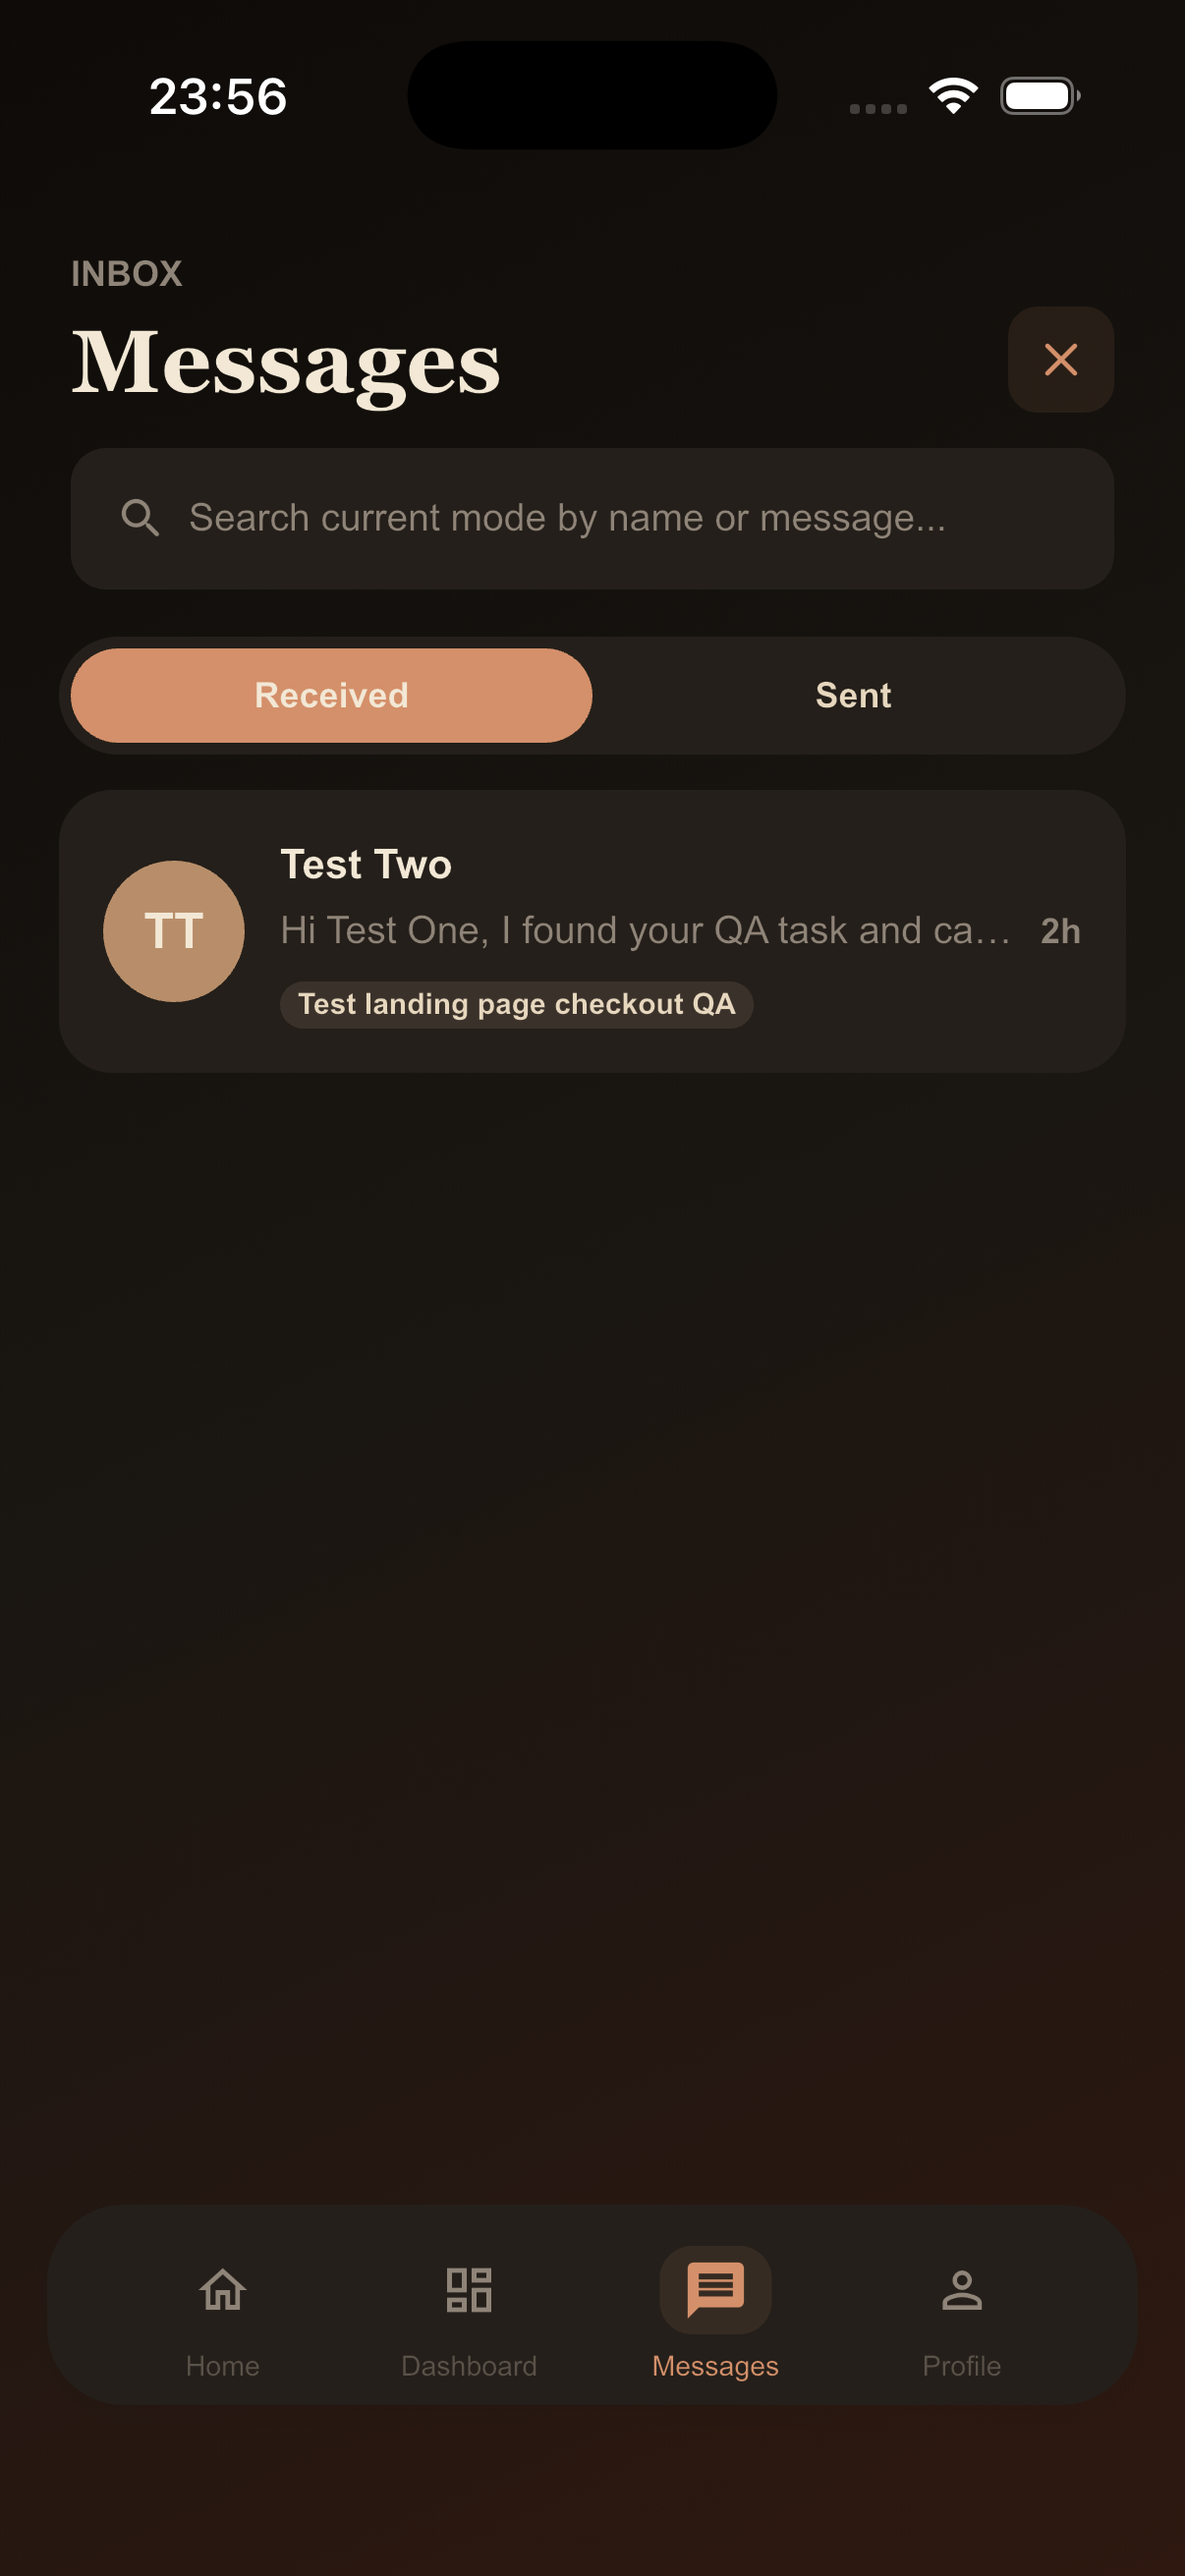 23:56
INBOX
Messages
Search current mode by name or message...
Received
Sent
Test Two
TT
Hi Test One, I found your QA task and ca...
2h
Test landing page checkout QA
Home
Dashboard
Messages
Profile